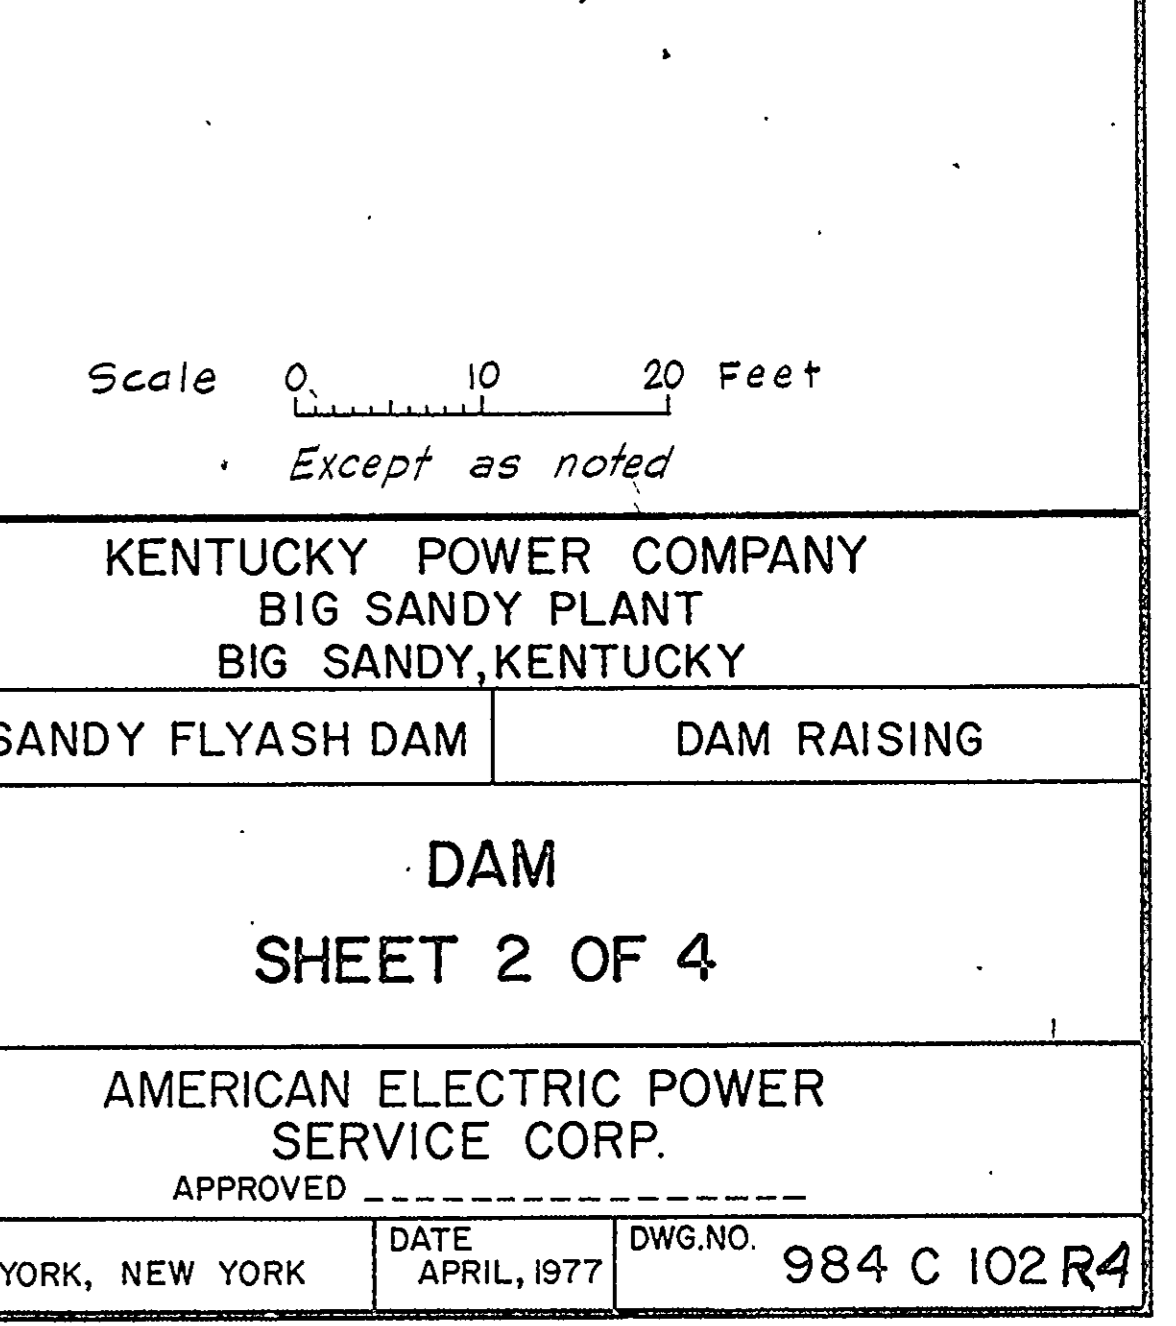 Scale 0 10 20 Feet
Except as noted
KENTUCKY POWER COMPANY
BIG SANDY PLANT
BIG SANDY, KENTUCKY
SANDY FLYASH DAM
DAM RAISING
DAM
SHEET 2 OF 4
AMERICAN ELECTRIC POWER
SERVICE CORP.
APPROVED
YORK, NEW YORK
DATE
APRIL, 1977
DWG.NO.
984 C 102 R4